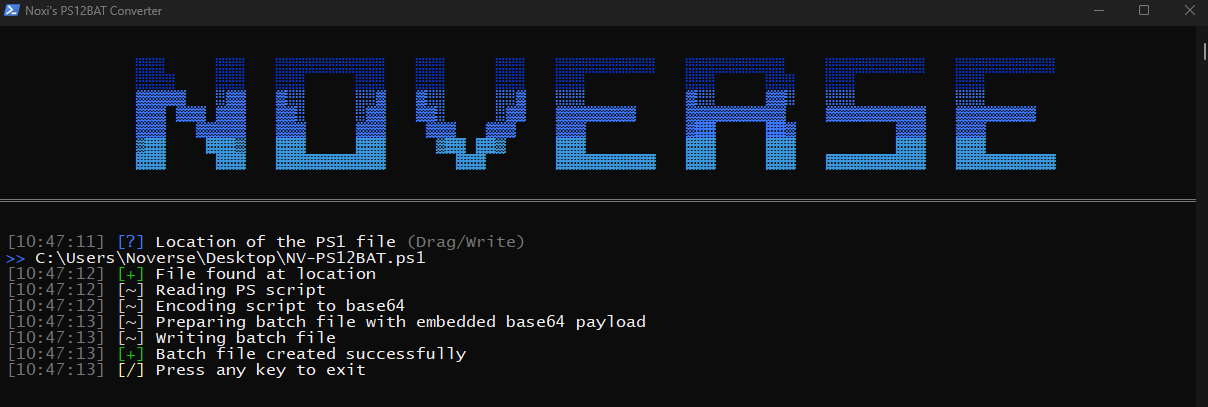 Noxi's PS12BAT Converter
NOVERSE
[10:47:11] [?] Location of the PS1 file (Drag/Write)
>> C:\Users\Noverse\Desktop\NV-PS12BAT.ps1
[10:47:12] [+] File found at location
[10:47:12] [~] Reading PS script
[10:47:12] [~] Encoding script to base64
[10:47:13] [~] Preparing batch file with embedded base64 payload
[10:47:13] [~] Writing batch file
[10:47:13] [+] Batch file created successfully
[10:47:13] [/] Press any key to exit